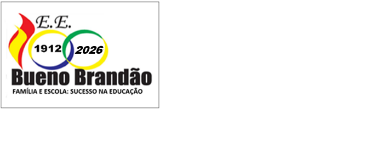 E.E.
1912 2026
Bueno Brandão
FAMÍLIA E ESCOLA: SUCESSO NA EDUCAÇÃO